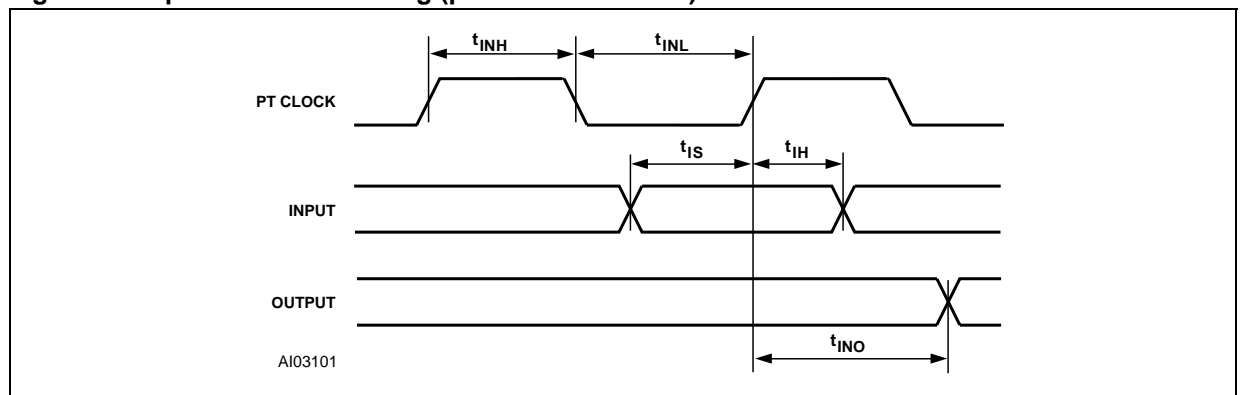 tINH tINL
PT CLOCK
tIS tIH
INPUT
OUTPUT
tINO
AI03101